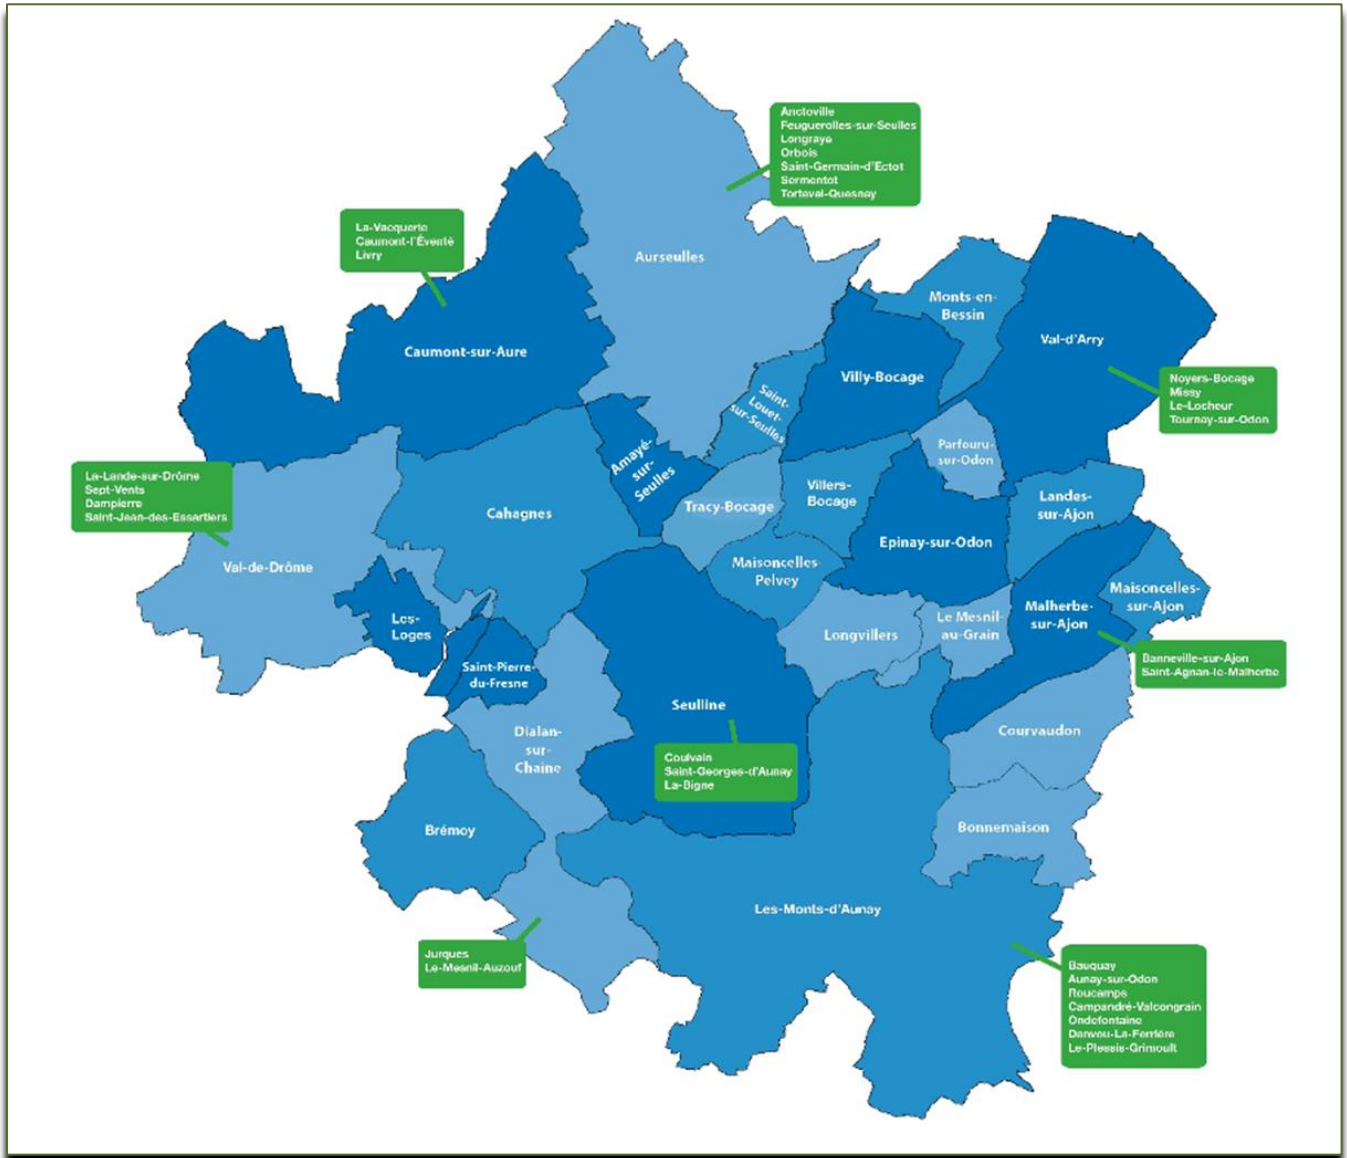 Anctoville
Feuguerolles-sur-Seulles
Longraye
Orbois
Saint-Germain-d'Ectot
Sermentot
Torteval-Quesnay
La-Vacquerie
Caumont-l'Éventé
Livry
Aurseulles
Monts-en-
Bessin
Val-d'Arry
Caumont-sur-Aure
Villy-Bocage
Noyers-Bocage
Missy
Le-Locheur
Tournay-sur-Odon
Saint-
Louet-
sur-Seulles
Parfouru-
sur-Odon
Amayé-
sur-
Seulles
La-Lande-sur-Drôme
Sept-Vents
Dampierre
Saint-Jean-des-Essartiers
Villers-
Bocage
Landes-
sur-Ajon
Cahagnes
Tracy-Bocage
Epinay-sur-Odon
Val-de-Drôme
Maisoncelles-
Pelvey
Maisoncelles-
sur-Ajon
Malherbe-
sur-Ajon
Les-
Loges
Longvillers
Le Mesnil-
au-Grain
Banneville-sur-Ajon
Saint-Agnan-le-Malherbe
Saint-Pierre-
du-Fresne
Seulline
Courvaudon
Dialan-
sur-
Chaine
Coulvain
Saint-Georges-d'Aunay
La-Bigne
Brémoy
Bonnemaison
Les-Monts-d'Aunay
Jurques
Le-Mesnil-Auzouf
Bauquay
Aunay-sur-Odon
Roucamps
Campandré-Valcongrain
Ondefontaine
Danvou-La-Ferrière
Le-Plessis-Grimoult